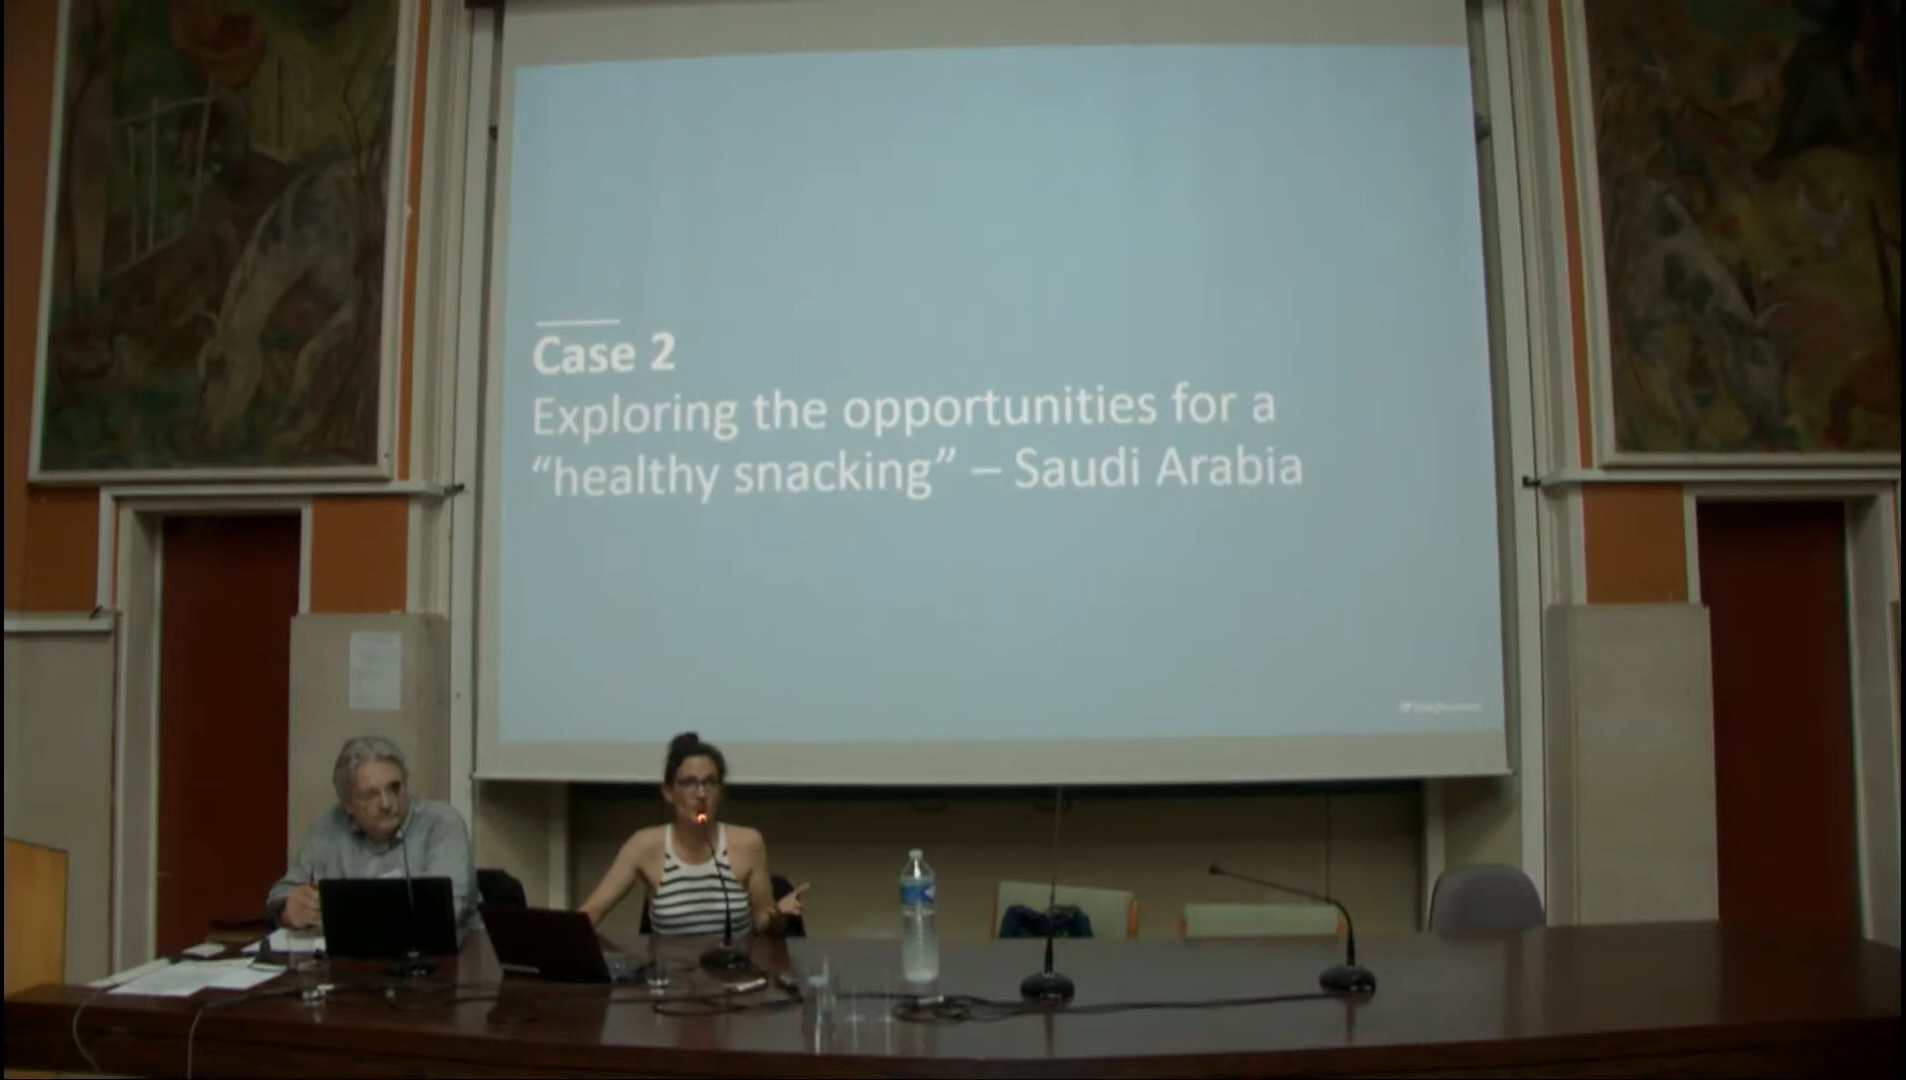 Case 2
Exploring the opportunities for a
“healthy snacking” – Saudi Arabia